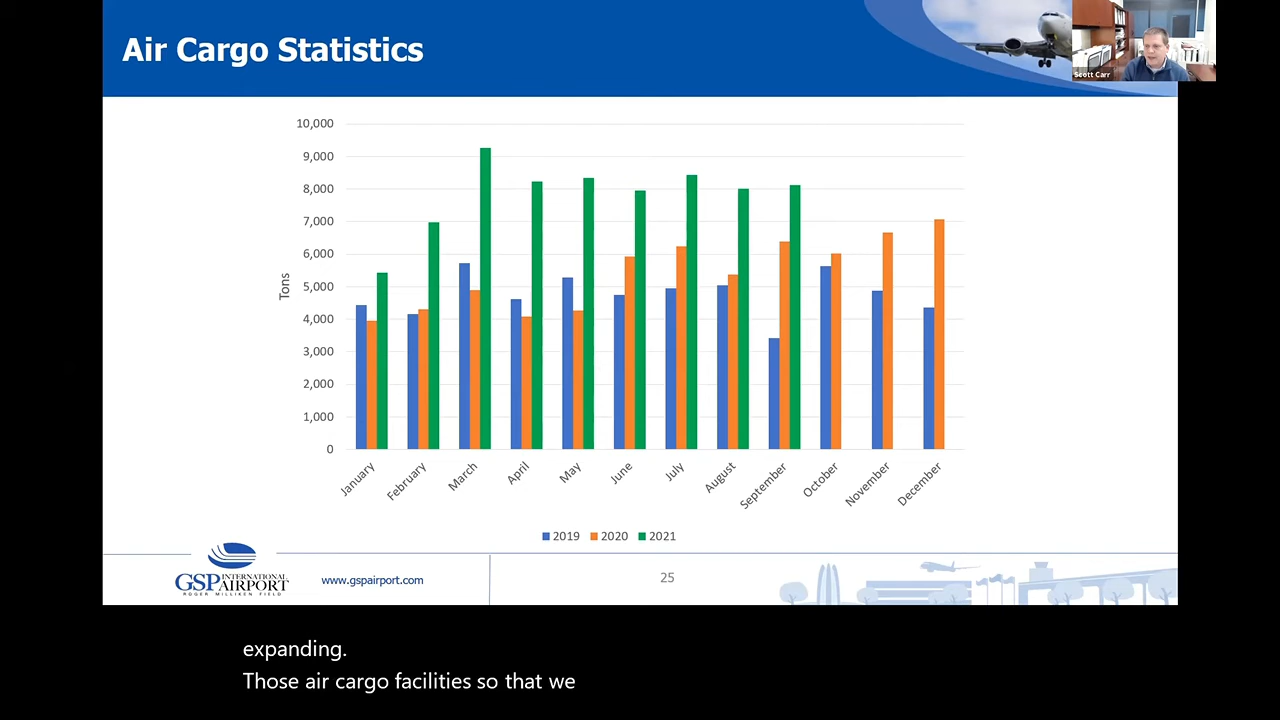 Air Cargo Statistics
Scott Carr
10,000
9,000
8,000
7,000
6,000
5,000
4,000
3,000
2,000
1,000
0
Tons
January
February
March
April
May
June
July
August
September
October
November
December
2019 2020 2021
GSP INTERNATIONAL AIRPORT
ROGER MILLIKEN FIELD
www.gspairport.com
25
expanding.
Those air cargo facilities so that we